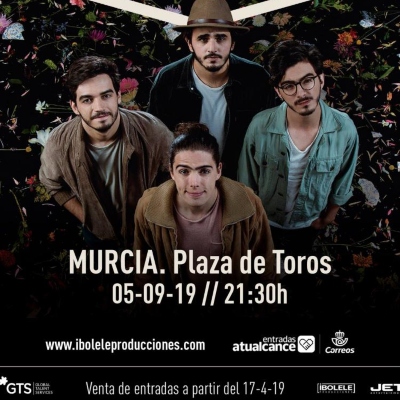 MURCIA. Plaza de Toros
05-09-19 // 21:30h
www.iboleleproducciones.com
entradas
atualcance
Correos
GTS GLOBAL TALENT SERVICES
Venta de entradas a partir del 17-4-19
IBOLELE
PRODUCCIONES
JET